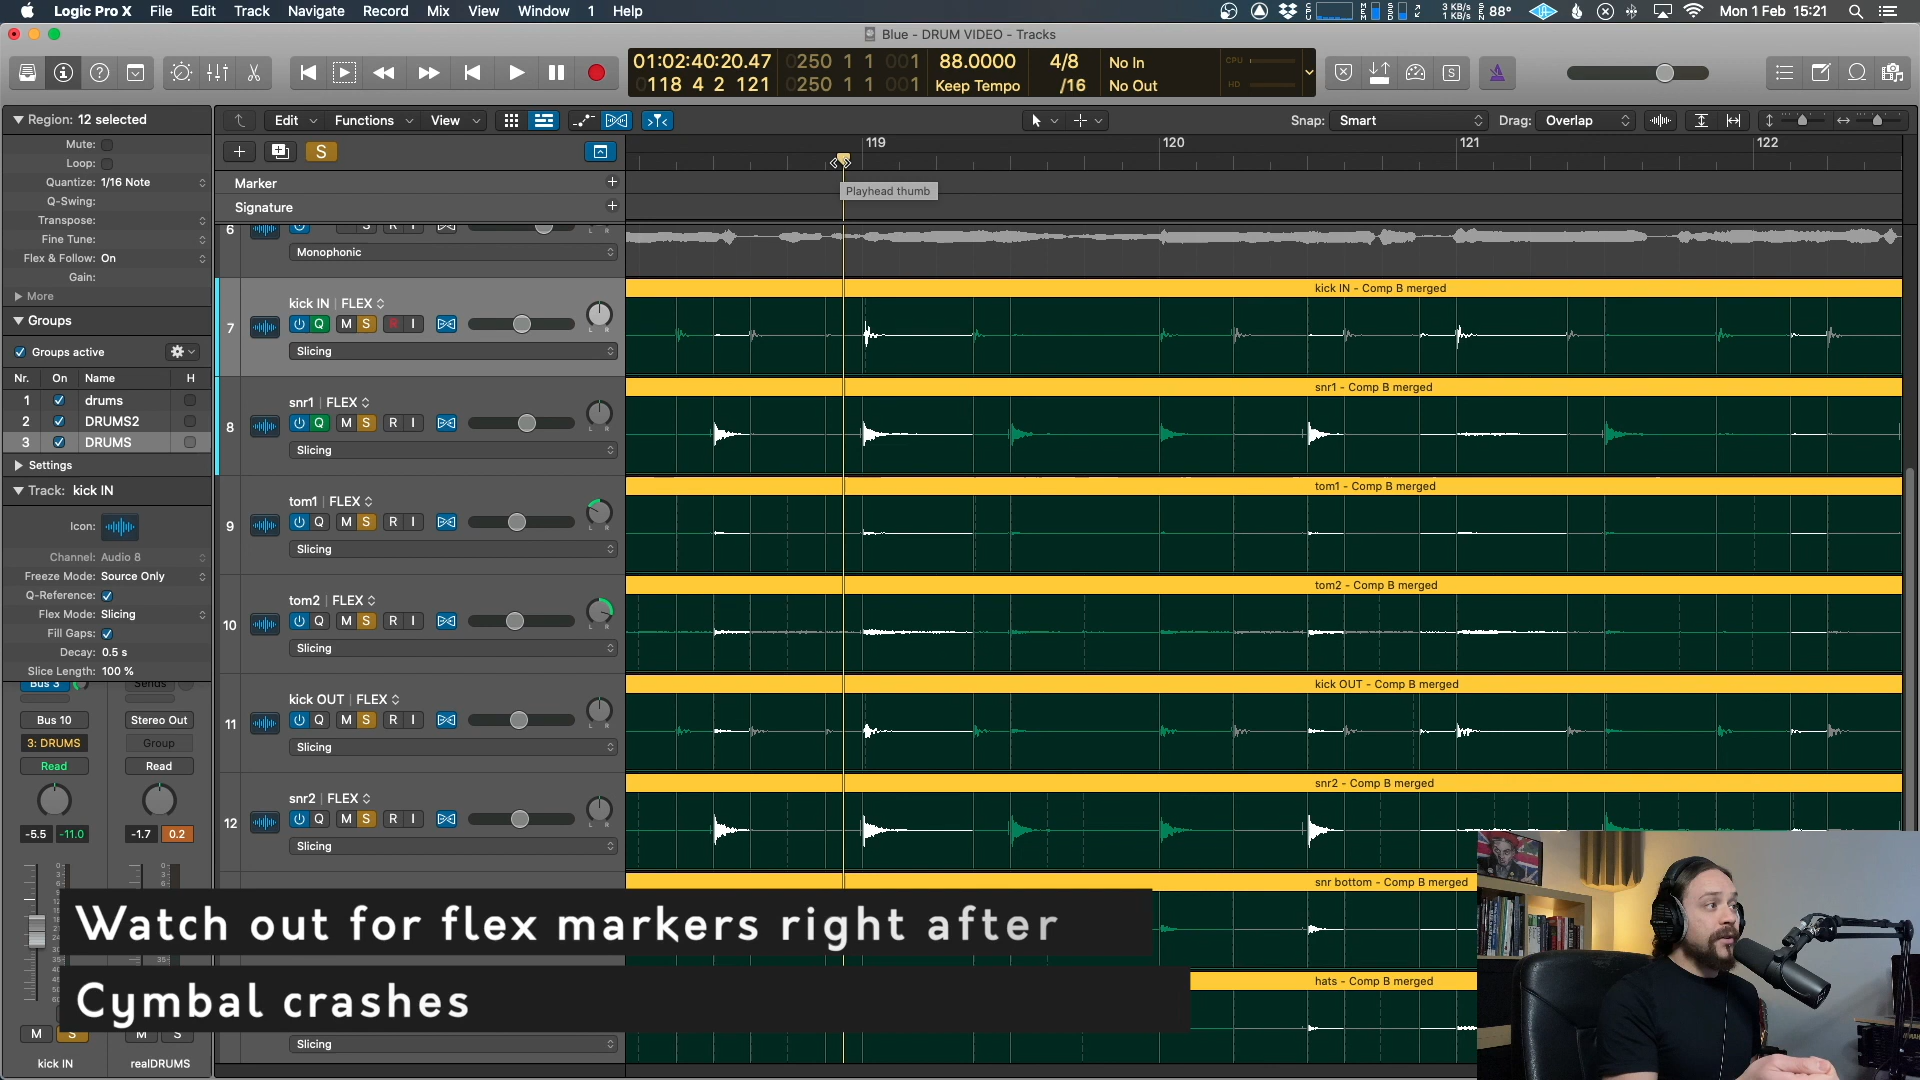 Logic Pro X File Edit Track Navigate Record Mix View Window 1 Help
3 KB/s 1 KB/s 88° Mon 1 Feb 15:21
Blue - DRUM VIDEO - Tracks
01:02:40:20.47 0250 1 1 001 88.0000 4/8 No In CPU
0118 4 2 121 0250 1 1 001 Keep Tempo /16 No Out HD
Region: 12 selected
Edit Functions View Snap: Smart Drag: Overlap
Mute:
Loop:
Quantize: 1/16 Note
Q-Swing:
Transpose:
Fine Tune:
Flex & Follow: On
Gain:
More
Groups
Groups active
Nr. On Name H
1 drums
2 DRUMS2
3 DRUMS
Settings
Track: kick IN
Icon:
Channel: Audio 8
Freeze Mode: Source Only
Q-Reference:
Flex Mode: Slicing
Fill Gaps:
Decay: 0.5 s
Slice Length: 100 %
Bus 3 Sends
Bus 10 Stereo Out
3: DRUMS Group
Read Read
-5.5 -11.0 -1.7 0.2
M S M S
kick IN realDRUMS
S
119 120 121 122
Playhead thumb
Marker
Signature
6 S R I
Monophonic
7 kick IN FLEX
Q M S R I
Slicing
kick IN - Comp B merged
8 snr1 FLEX
Q M S R I
Slicing
snr1 - Comp B merged
9 tom1 FLEX
Q M S R I
Slicing
tom1 - Comp B merged
10 tom2 FLEX
Q M S R I
Slicing
tom2 - Comp B merged
11 kick OUT FLEX
Q M S R I
Slicing
kick OUT - Comp B merged
12 snr2 FLEX
Q M S R I
Slicing
snr2 - Comp B merged
snr bottom - Comp B merged
hats - Comp B merged
Slicing
Watch out for flex markers right after
Cymbal crashes